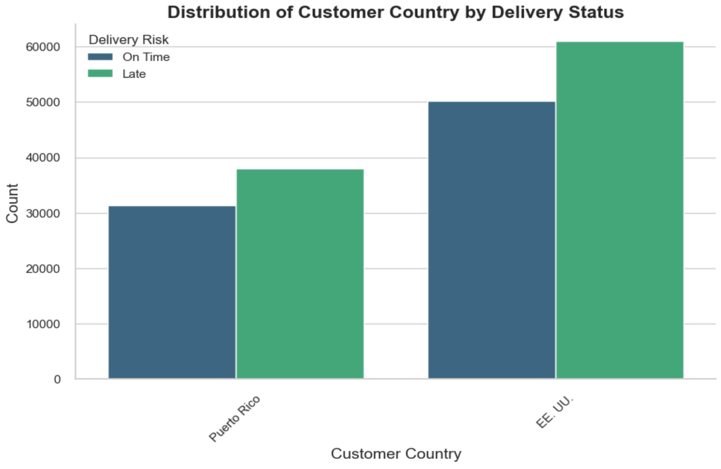 Distribution of Customer Country by Delivery Status
Delivery Risk
On Time
Late
60000
50000
40000
30000
20000
10000
0
Count
Puerto Rico
EE. UU.
Customer Country